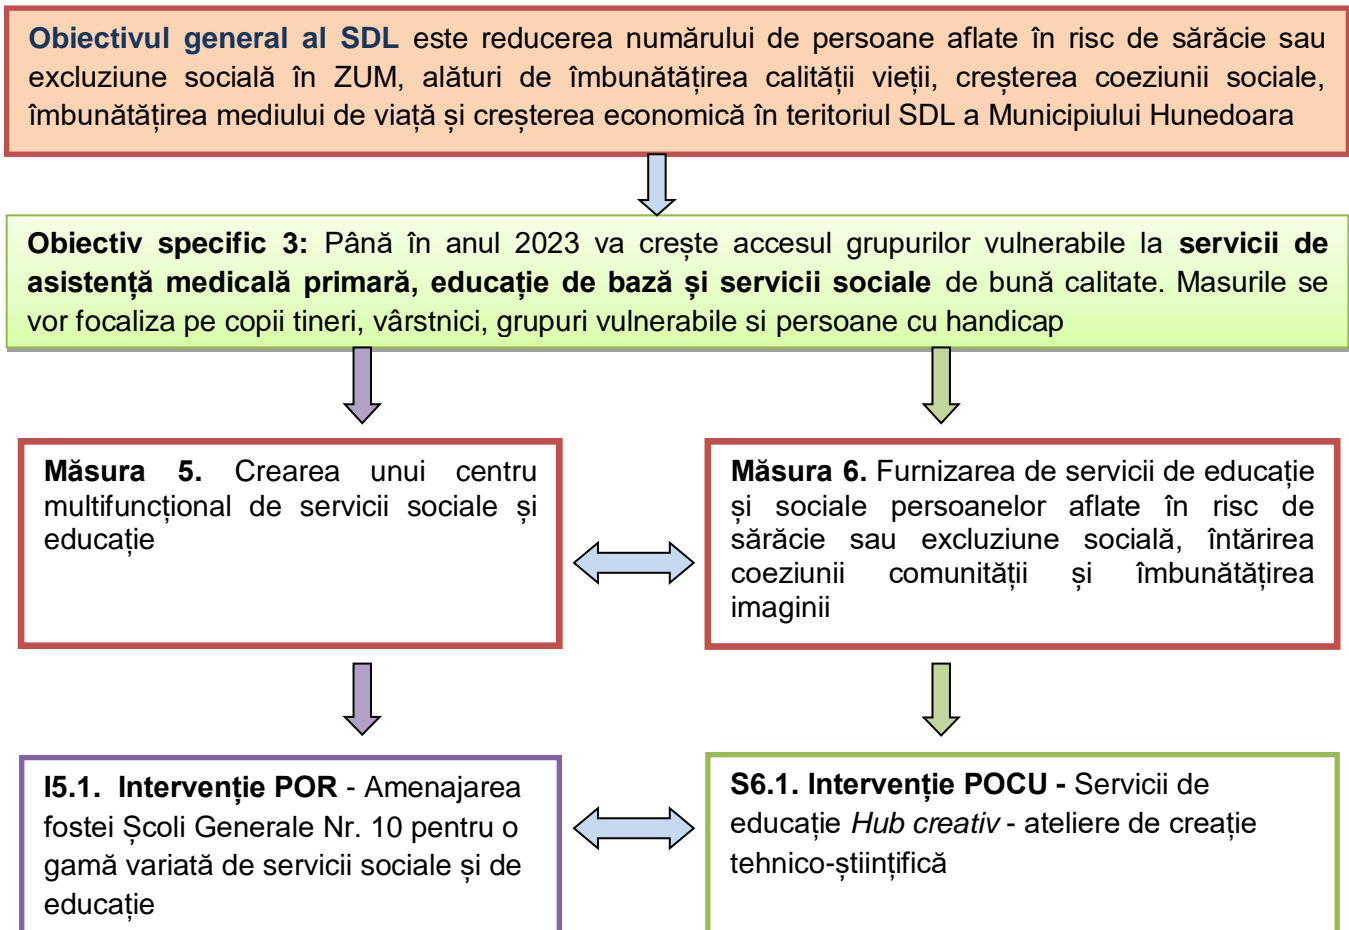 Obiectivul general al SDL este reducerea numărului de persoane aflate în risc de sărăcie sau
excluziune socială în ZUM, alături de îmbunătățirea calității vieții, creșterea coeziunii sociale,
îmbunătățirea mediului de viață și creșterea economică în teritoriul SDL a Municipiului Hunedoara
Obiectiv specific 3: Până în anul 2023 va crește accesul grupurilor vulnerabile la servicii de
asistență medicală primară, educație de bază și servicii sociale de bună calitate. Masurile se
vor focaliza pe copii tineri, vârstnici, grupuri vulnerabile si persoane cu handicap
Măsura 5. Crearea unui centru
multifuncțional de servicii sociale și
educație
Măsura 6. Furnizarea de servicii de educație
și sociale persoanelor aflate în risc de
sărăcie sau excluziune socială, întărirea
coeziunii comunității și îmbunătățirea
imaginii
I5.1. Intervenție POR - Amenajarea
fostei Școli Generale Nr. 10 pentru o
gamă variată de servicii sociale și de
educație
S6.1. Intervenție POCU - Servicii de
educație Hub creativ - ateliere de creație
tehnico-științifică